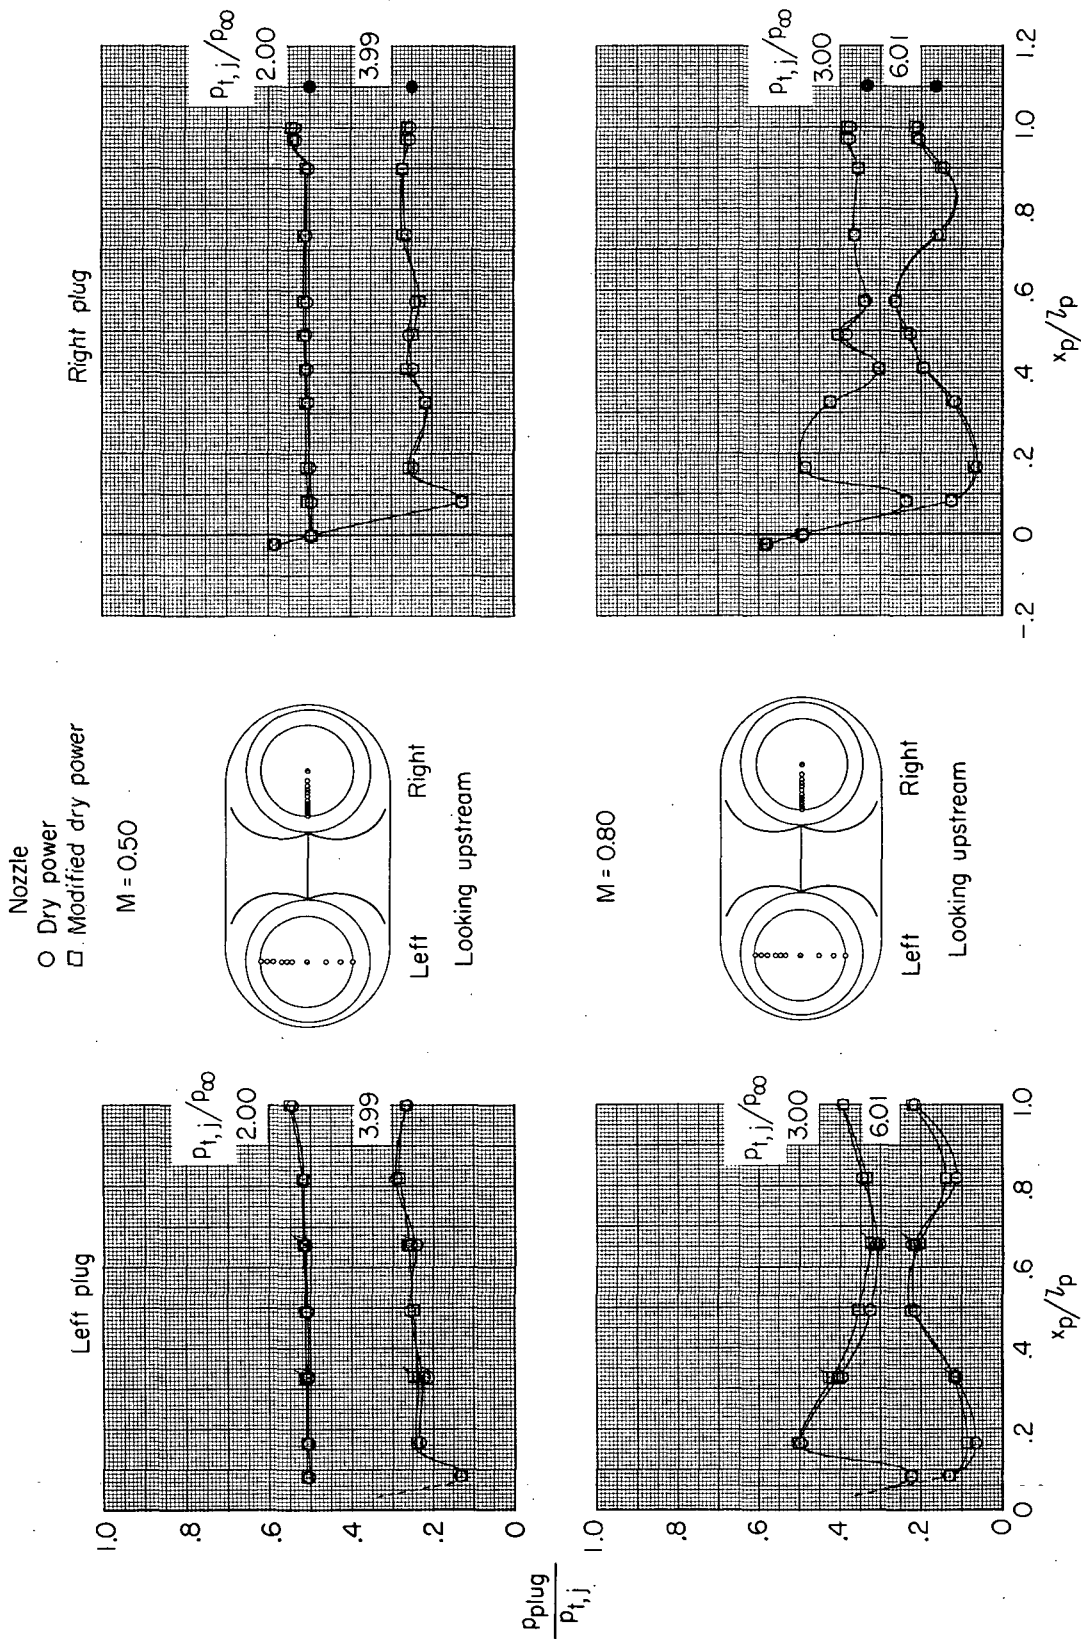 Nozzle
○ Dry power
□ Modified dry power
M = 0.50
Left plug
Right plug
p_t,j/p_∞
2.00
3.99
p_t,j/p_∞
2.00
3.99
1.0
.8
.6
.4
.2
0
Left
Right
Looking upstream
M = 0.80
p_plug/p_t,j
p_t,j/p_∞
3.00
6.01
p_t,j/p_∞
3.00
6.01
Left
Right
Looking upstream
1.0
.8
.6
.4
.2
0
0
.2
.4
.6
.8
1.0
x_p/l_p
-.2
0
.2
.4
.6
.8
1.0
1.2
x_p/l_p